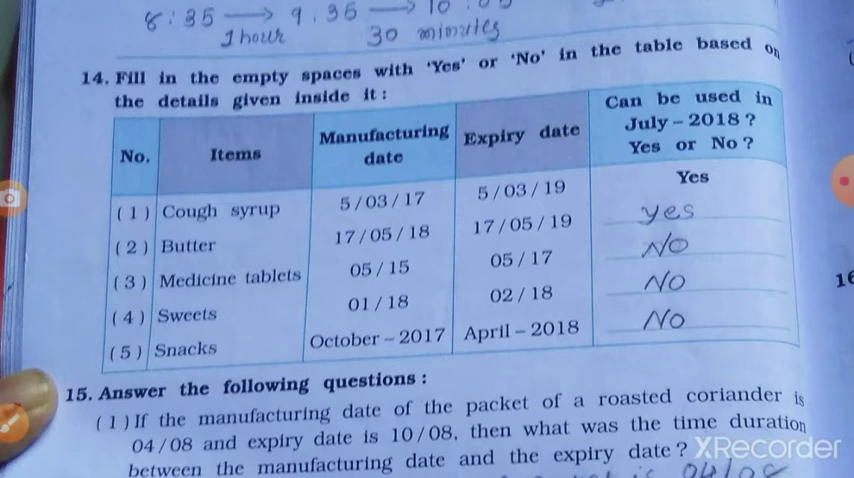 8:35 → 9:35 → 10:05
1 hour 30 minutes
14. Fill in the empty spaces with 'Yes' or 'No' in the table based on
the details given inside it :
No. Items Manufacturing date Expiry date Can be used in July – 2018 ? Yes or No ?
(1) Cough syrup 5/03/17 5/03/19 Yes
(2) Butter 17/05/18 17/05/19 yes
(3) Medicine tablets 05/15 05/17 NO
(4) Sweets 01/18 02/18 NO
(5) Snacks October – 2017 April – 2018 NO
15. Answer the following questions :
(1) If the manufacturing date of the packet of a roasted coriander is
04/08 and expiry date is 10/08, then what was the time duration
between the manufacturing date and the expiry date ?
XRecorder
is 04/08
16